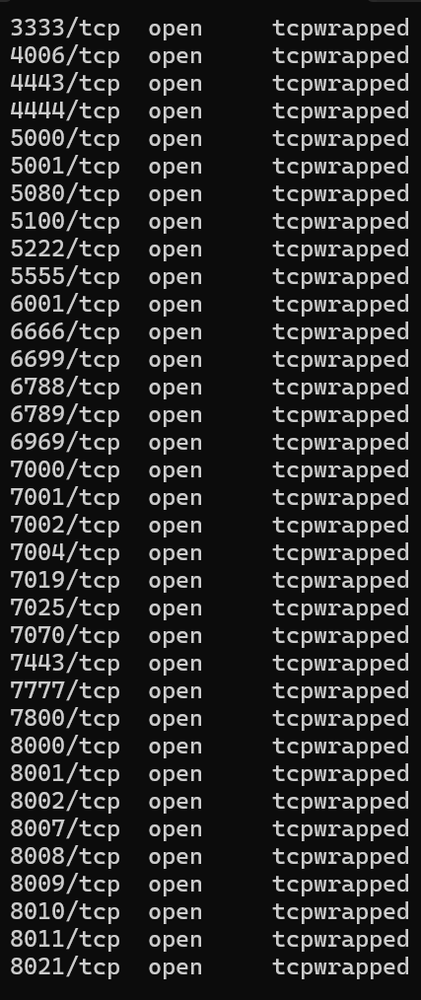 3333/tcp  open     tcpwrapped
4006/tcp  open     tcpwrapped
4443/tcp  open     tcpwrapped
4444/tcp  open     tcpwrapped
5000/tcp  open     tcpwrapped
5001/tcp  open     tcpwrapped
5080/tcp  open     tcpwrapped
5100/tcp  open     tcpwrapped
5222/tcp  open     tcpwrapped
5555/tcp  open     tcpwrapped
6001/tcp  open     tcpwrapped
6666/tcp  open     tcpwrapped
6699/tcp  open     tcpwrapped
6788/tcp  open     tcpwrapped
6789/tcp  open     tcpwrapped
6969/tcp  open     tcpwrapped
7000/tcp  open     tcpwrapped
7001/tcp  open     tcpwrapped
7002/tcp  open     tcpwrapped
7004/tcp  open     tcpwrapped
7019/tcp  open     tcpwrapped
7025/tcp  open     tcpwrapped
7070/tcp  open     tcpwrapped
7443/tcp  open     tcpwrapped
7777/tcp  open     tcpwrapped
7800/tcp  open     tcpwrapped
8000/tcp  open     tcpwrapped
8001/tcp  open     tcpwrapped
8002/tcp  open     tcpwrapped
8007/tcp  open     tcpwrapped
8008/tcp  open     tcpwrapped
8009/tcp  open     tcpwrapped
8010/tcp  open     tcpwrapped
8011/tcp  open     tcpwrapped
8021/tcp  open     tcpwrapped